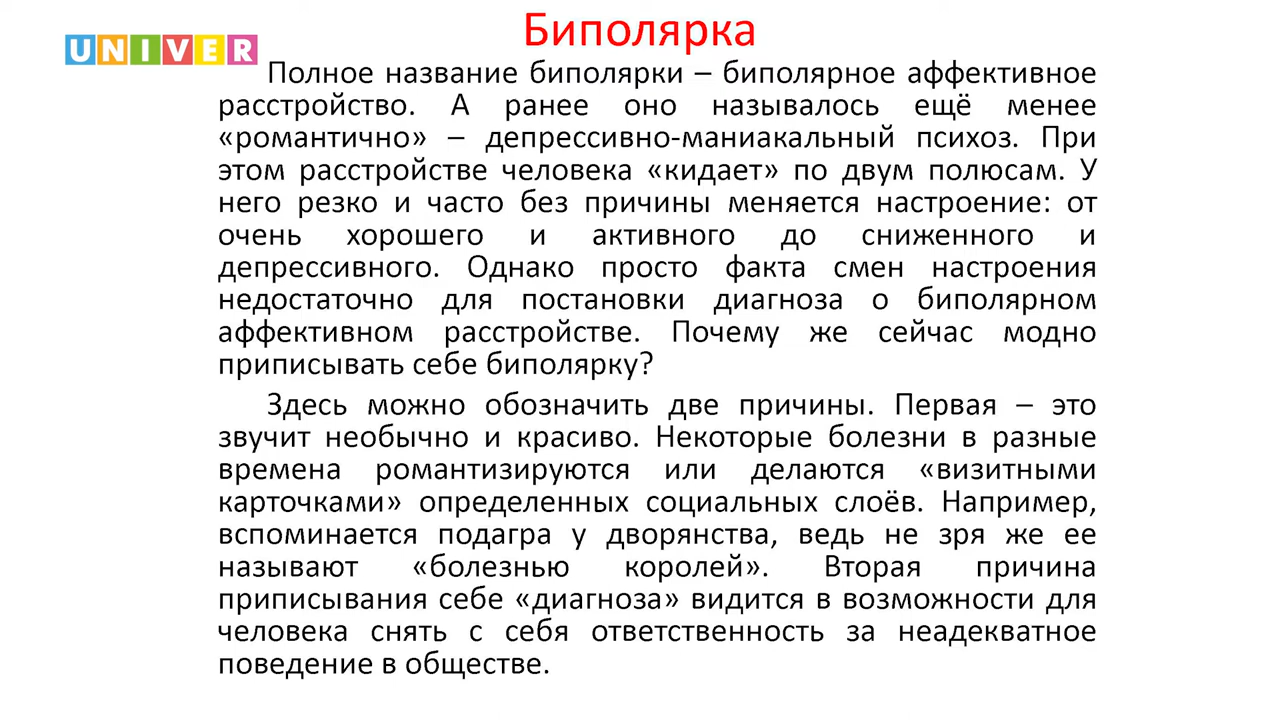 Биполярка
UNIVER
Полное название биполярки – биполярное аффективное
расстройство. А ранее оно называлось ещё менее
«романтично» – депрессивно-маниакальный психоз. При
этом расстройстве человека «кидает» по двум полюсам. У
него резко и часто без причины меняется настроение: от
очень хорошего и активного до сниженного и
депрессивного. Однако просто факта смен настроения
недостаточно для постановки диагноза о биполярном
аффективном расстройстве. Почему же сейчас модно
приписывать себе биполярку?
Здесь можно обозначить две причины. Первая – это
звучит необычно и красиво. Некоторые болезни в разные
времена романтизируются или делаются «визитными
карточками» определенных социальных слоёв. Например,
вспоминается подагра у дворянства, ведь не зря же ее
называют «болезнью королей». Вторая причина
приписывания себе «диагноза» видится в возможности для
человека снять с себя ответственность за неадекватное
поведение в обществе.